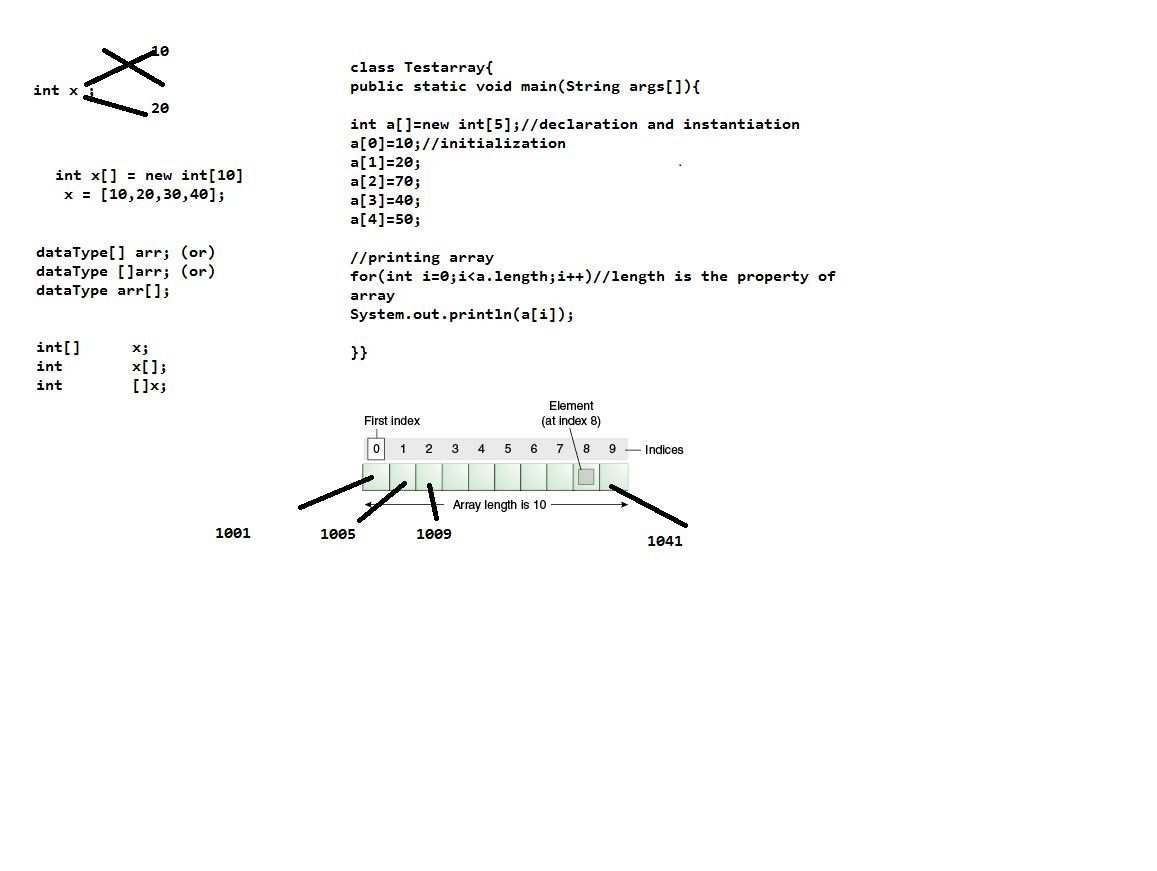 10
int x ;
20
int x[] = new int[10]
x = [10,20,30,40];
dataType[] arr; (or)
dataType []arr; (or)
dataType arr[];
int[] x;
int x[];
int []x;
class Testarray{
public static void main(String args[]){
int a[]=new int[5];//declaration and instantiation
a[0]=10;//initialization
a[1]=20;
a[2]=70;
a[3]=40;
a[4]=50;
//printing array
for(int i=0;i<a.length;i++)//length is the property of
array
System.out.println(a[i]);
}}
Element
(at index 8)
First index
0 1 2 3 4 5 6 7 8 9
Indices
Array length is 10
1001
1005
1009
1041